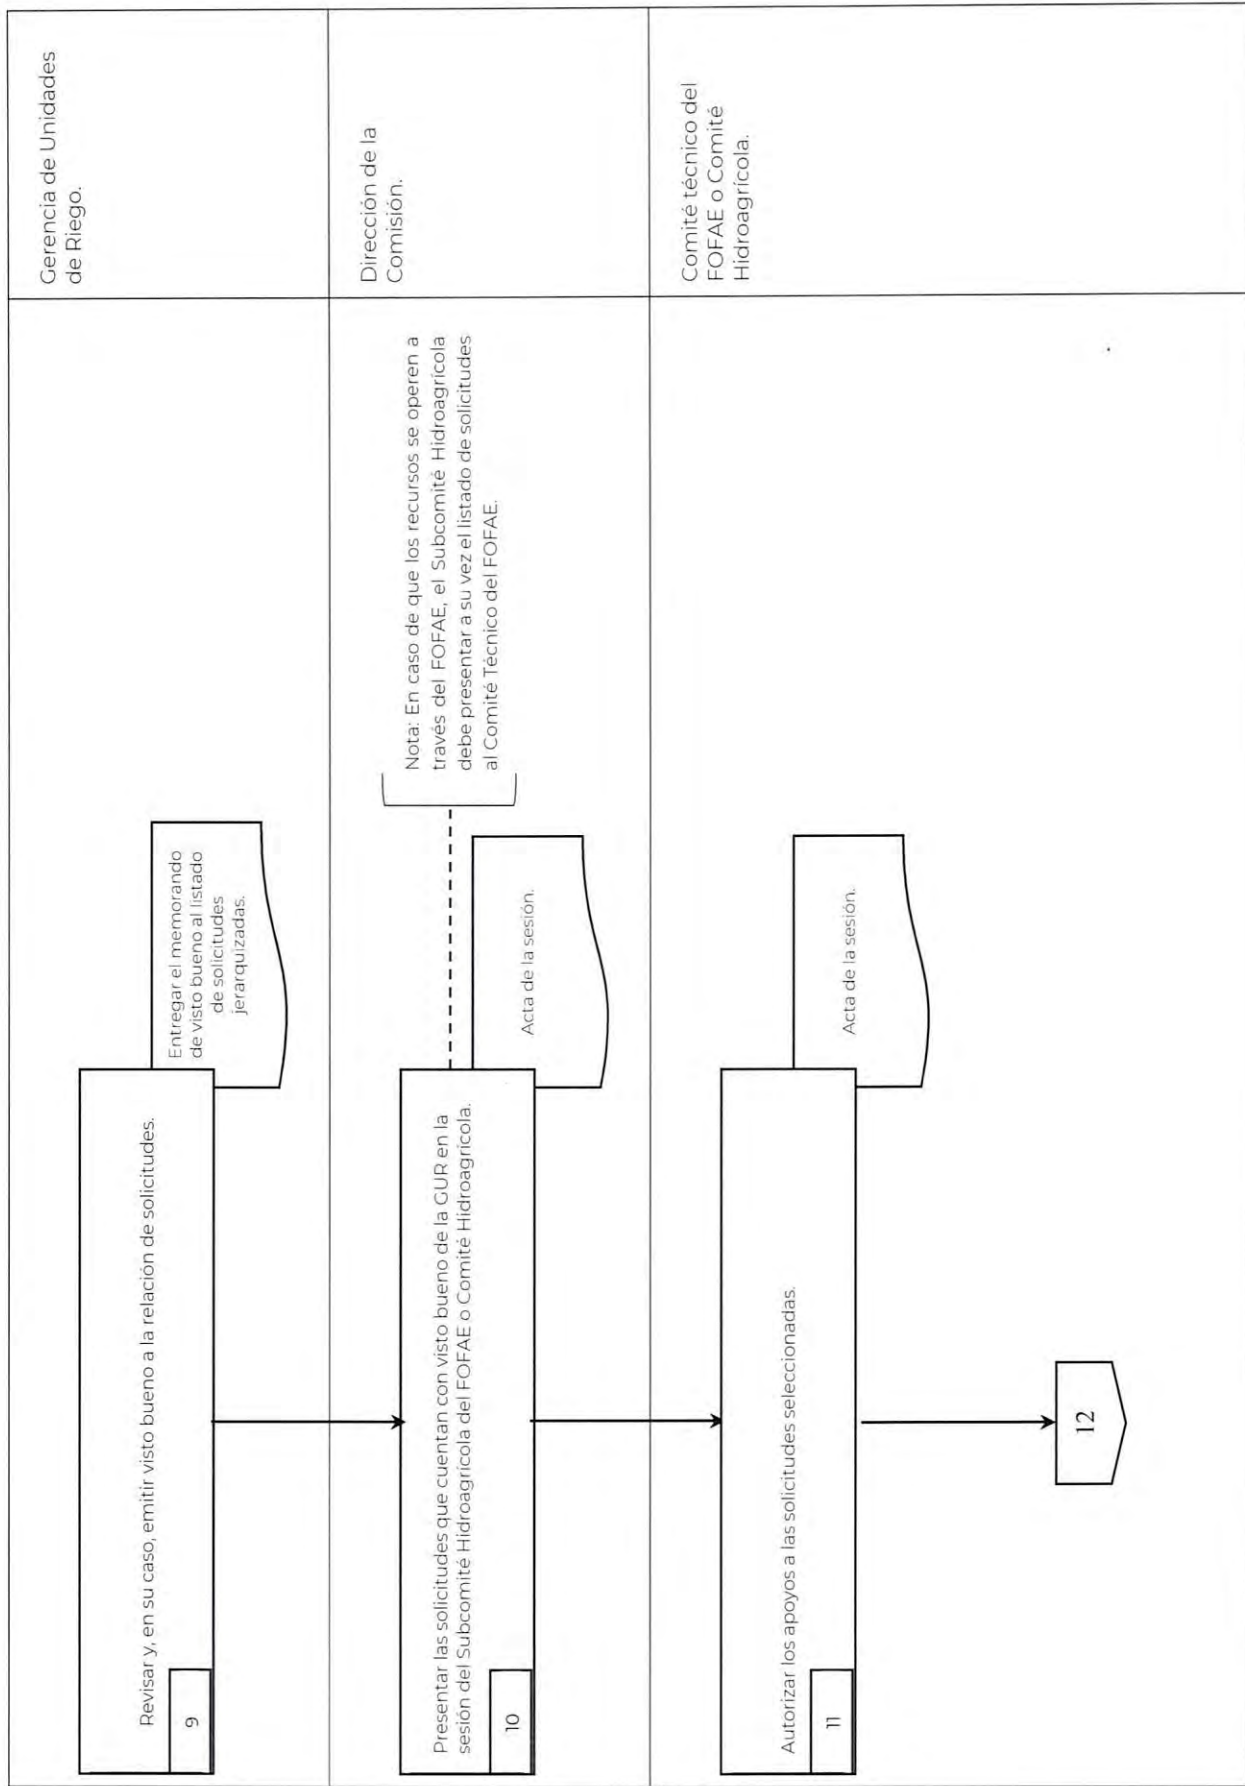 Revisar y, en su caso, emitir visto bueno a la relación de solicitudes.
9
Entregar el memorando
de visto bueno al listado
de solicitudes
jerarquizadas.
Gerencia de Unidades
de Riego.
Presentar las solicitudes que cuentan con visto bueno de la GUR en la
sesión del Subcomité Hidroagrícola del FOFAE o Comité Hidroagrícola.
10
Acta de la sesión.
Nota: En caso de que los recursos se operen a
través del FOFAE, el Subcomité Hidroagrícola
debe presentar a su vez el listado de solicitudes
al Comité Técnico del FOFAE.
Dirección de la
Comisión.
Autorizar los apoyos a las solicitudes seleccionadas.
11
Acta de la sesión.
Comité técnico del
FOFAE o Comité
Hidroagrícola.
12